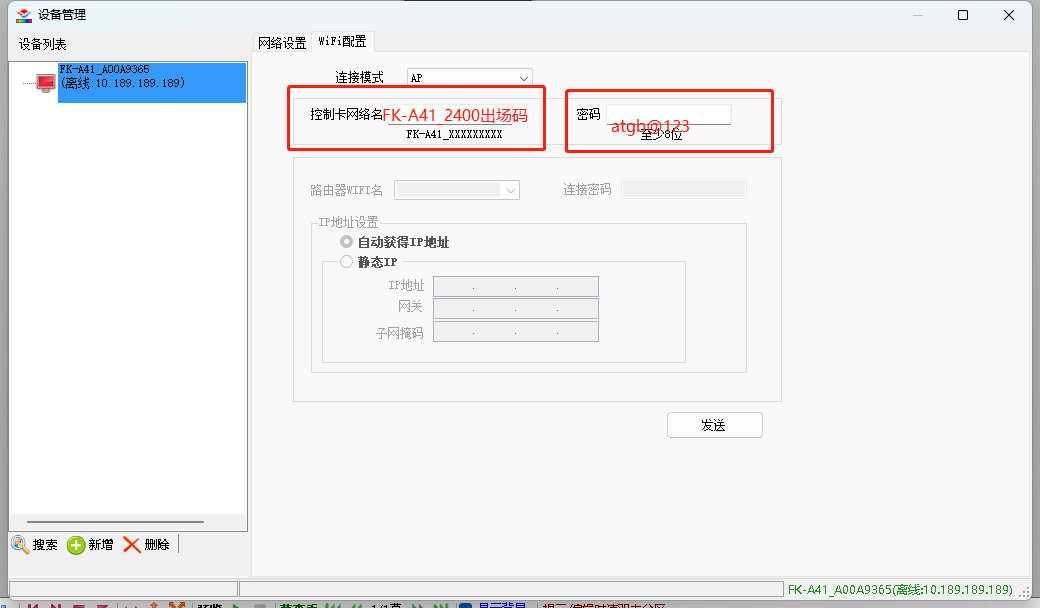 设备管理
设备列表
网络设置 WiFi配置
FK-A41_A00A9365
(离线:10.189.189.189)
连接模式 AP
控制卡网络名 FK-A41_2400出场码
FK-A41_XXXXXXXXX
密码 atgb@123
至少8位
路由器WIFI名 连接密码
IP地址设置
自动获得IP地址
静态IP
IP地址 . . .
网关 . . .
子网掩码 . . .
发送
搜索 新增 删除
FK-A41_A00A9365(离线:10.189.189.189)